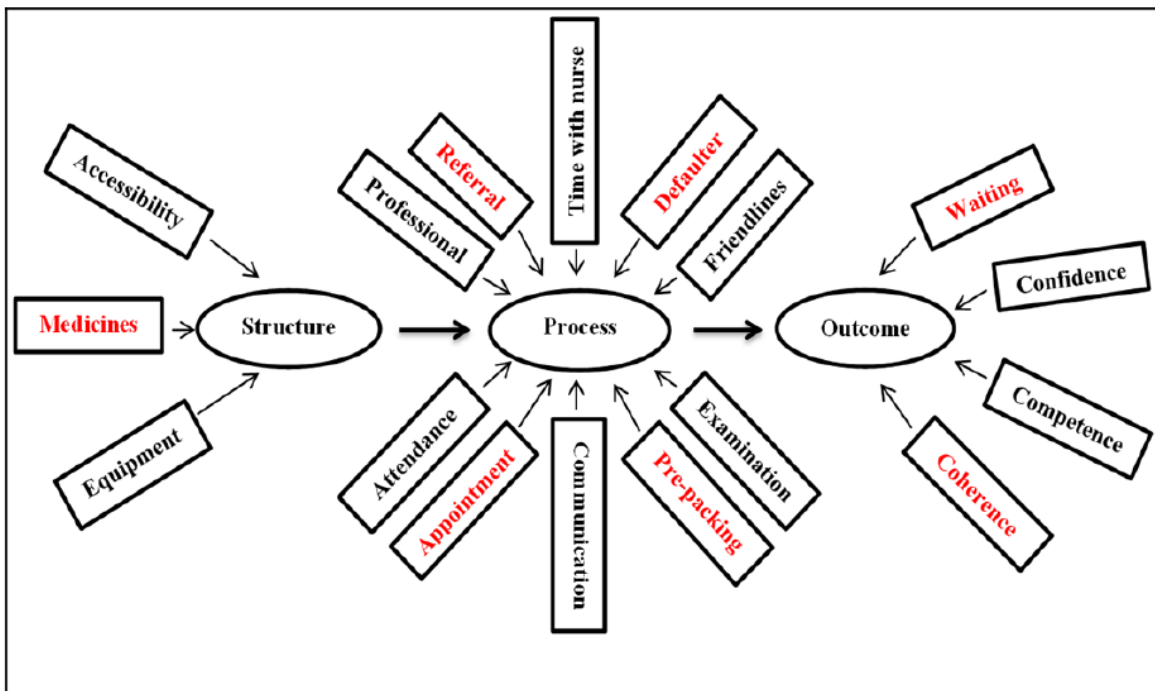 Accessibility
Medicines
Equipment
Structure
Professional
Referral
Time with nurse
Defaulter
Friendlines
Process
Attendance
Appointment
Communication
Pre-packing
Examination
Waiting
Confidence
Outcome
Competence
Coherence